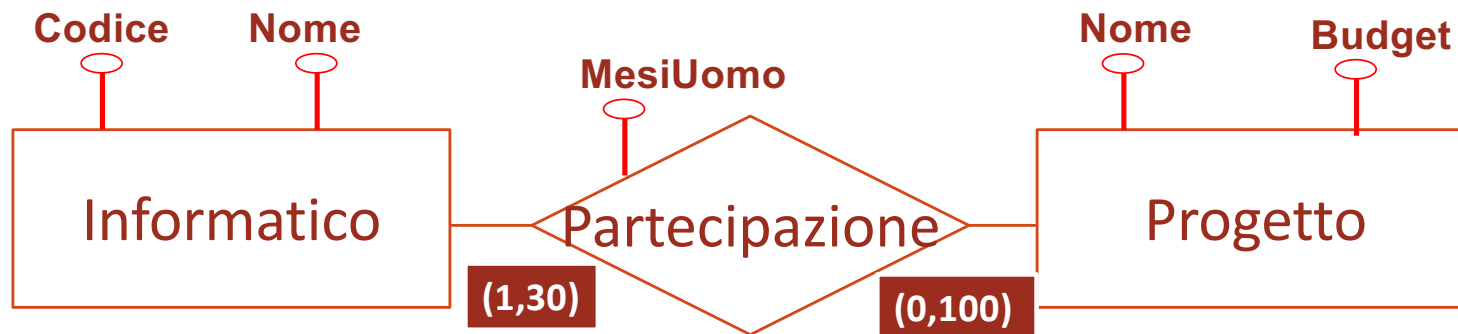 Codice
Nome
MesiUomo
Nome
Budget
Informatico
Partecipazione
Progetto
(1,30)
(0,100)